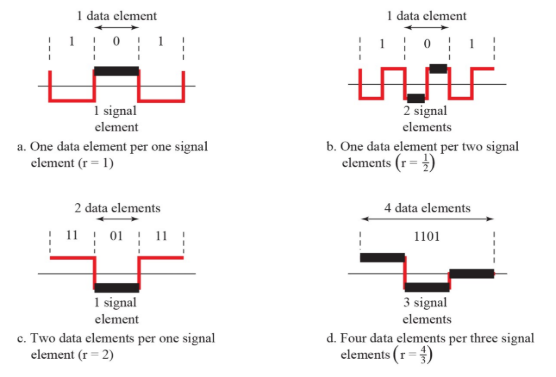 1 data element
1 0 1
1 signal
element
a. One data element per one signal
element (r = 1)
1 data element
1 0 1
2 signal
elements
b. One data element per two signal
elements (r = 1/2)
2 data elements
11 01 11
1 signal
element
c. Two data elements per one signal
element (r = 2)
4 data elements
1101
3 signal
elements
d. Four data elements per three signal
elements (r = 4/3)